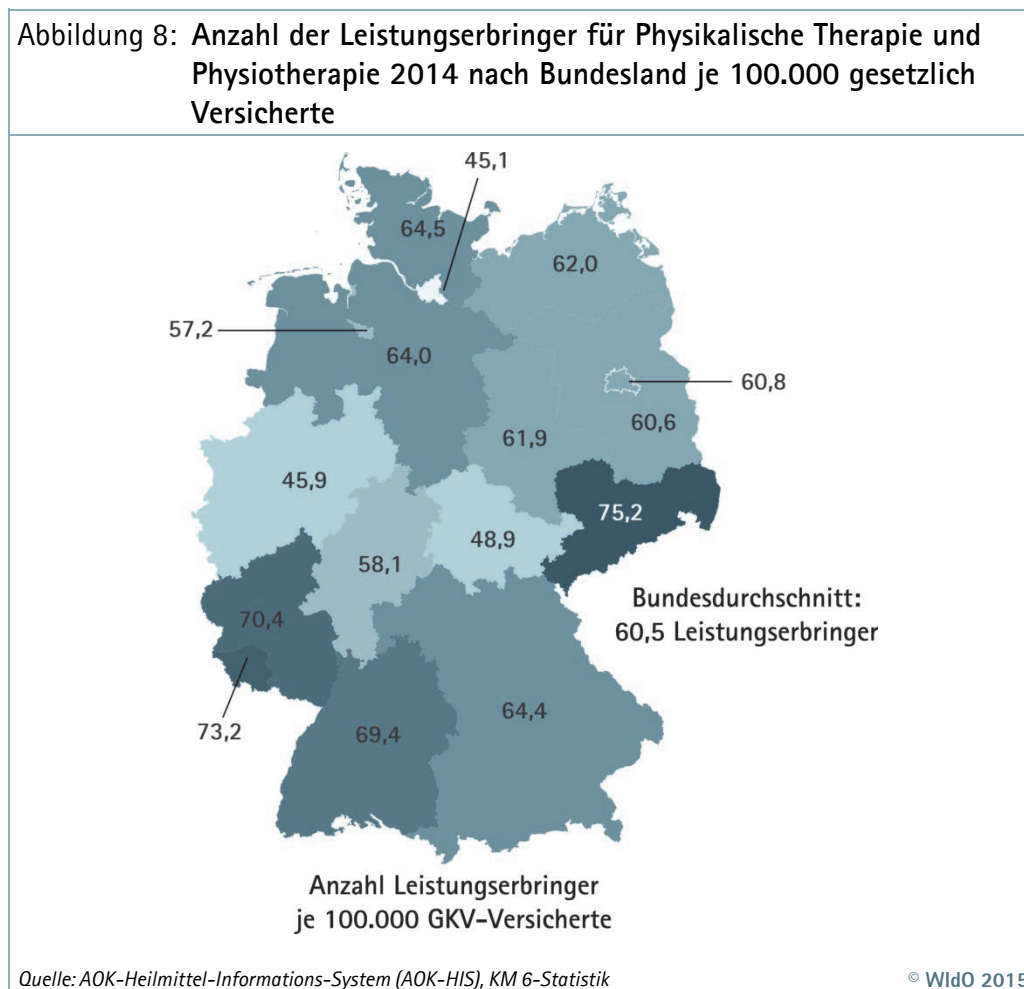 Abbildung 8: Anzahl der Leistungserbringer für Physikalische Therapie und
Physiotherapie 2014 nach Bundesland je 100.000 gesetzlich
Versicherte
45,1
64,5
62,0
57,2
64,0
60,8
60,6
61,9
45,9
75,2
48,9
58,1
Bundesdurchschnitt:
60,5 Leistungserbringer
70,4
73,2
69,4
64,4
Anzahl Leistungserbringer
je 100.000 GKV-Versicherte
Quelle: AOK-Heilmittel-Informations-System (AOK-HIS), KM 6-Statistik
© WIdO 2015